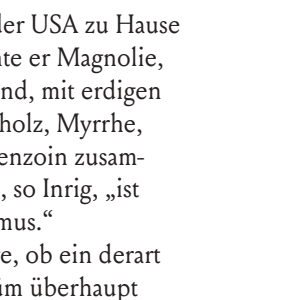 der USA zu Hause
te er Magnolie,
nd, mit erdigen
holz, Myrrhe,
enzoin zusam-
, so Inrig, „ist
mus.“
e, ob ein derart
üm überhaupt